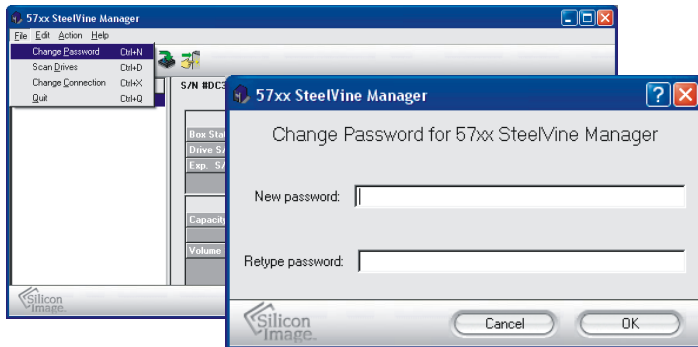 57xx SteelVine Manager
File Edit Action Help
Change Password Ctrl+N
Scan Drives Ctrl+D
Change Connection Ctrl+X
Quit Ctrl+Q
S/N #DC3
Box Stat
Drive S/
Exp. S/
Capacity
Volume
Silicon
Image.
57xx SteelVine Manager
Change Password for 57xx SteelVine Manager
New password:
Retype password:
Silicon
Image.
Cancel OK